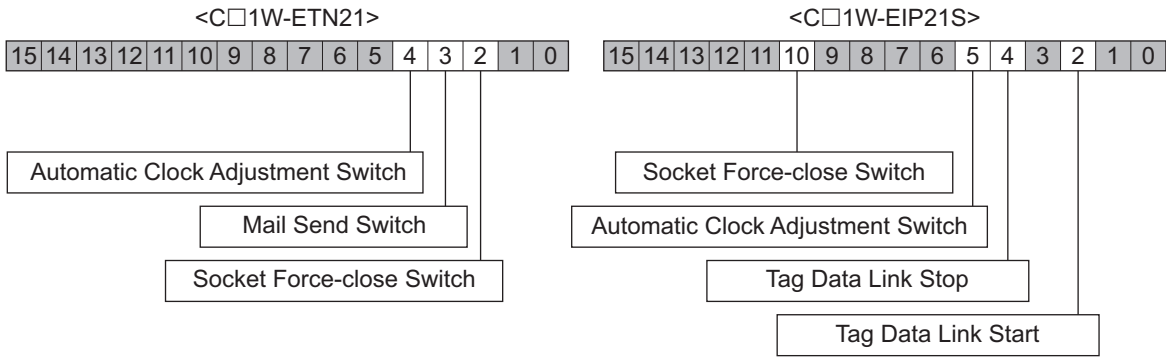 <C□1W-ETN21>
15 14 13 12 11 10 9 8 7 6 5 4 3 2 1 0
Automatic Clock Adjustment Switch
Mail Send Switch
Socket Force-close Switch
<C□1W-EIP21S>
15 14 13 12 11 10 9 8 7 6 5 4 3 2 1 0
Socket Force-close Switch
Automatic Clock Adjustment Switch
Tag Data Link Stop
Tag Data Link Start